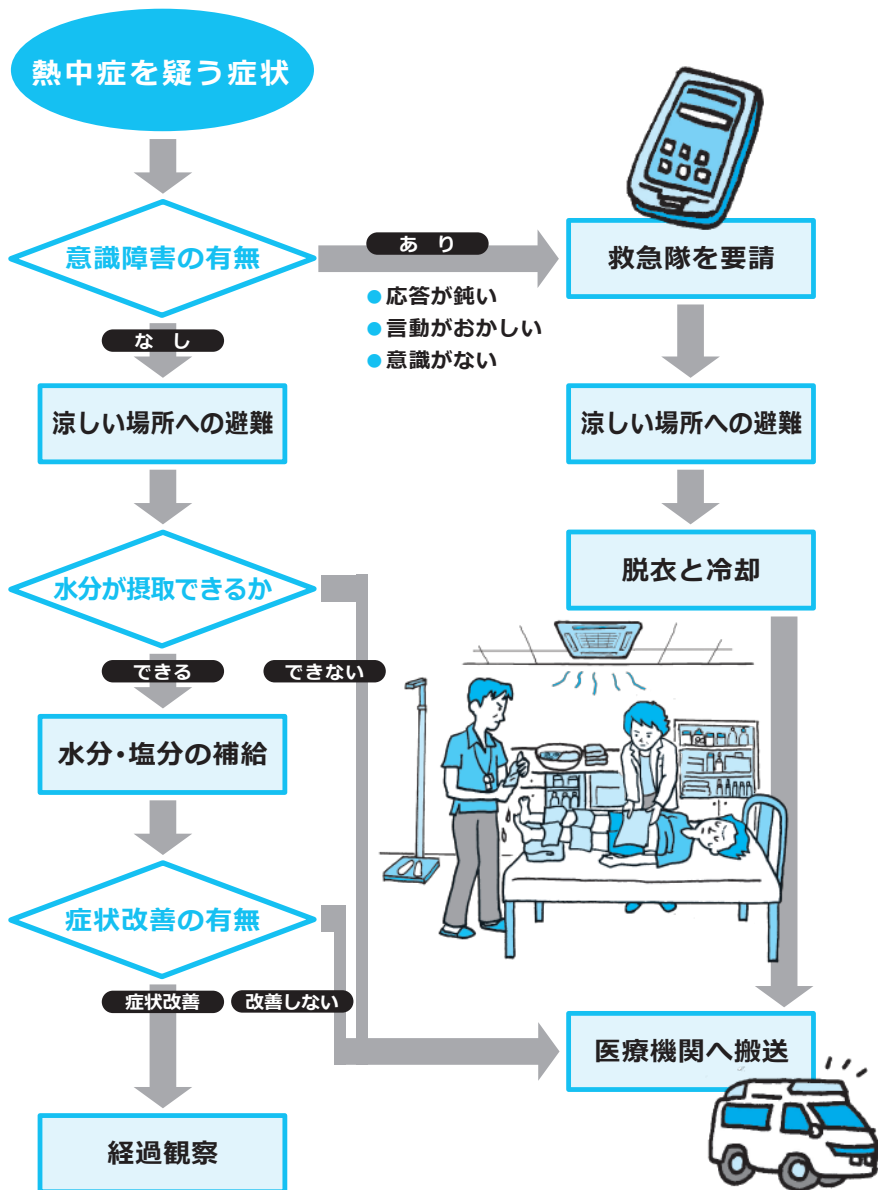 熱中症を疑う症状
意識障害の有無
あり
応答が鈍い
言動がおかしい
意識がない
救急隊を要請
なし
涼しい場所への避難
涼しい場所への避難
水分が摂取できるか
脱衣と冷却
できる
できない
水分・塩分の補給
症状改善の有無
症状改善
改善しない
医療機関へ搬送
経過観察